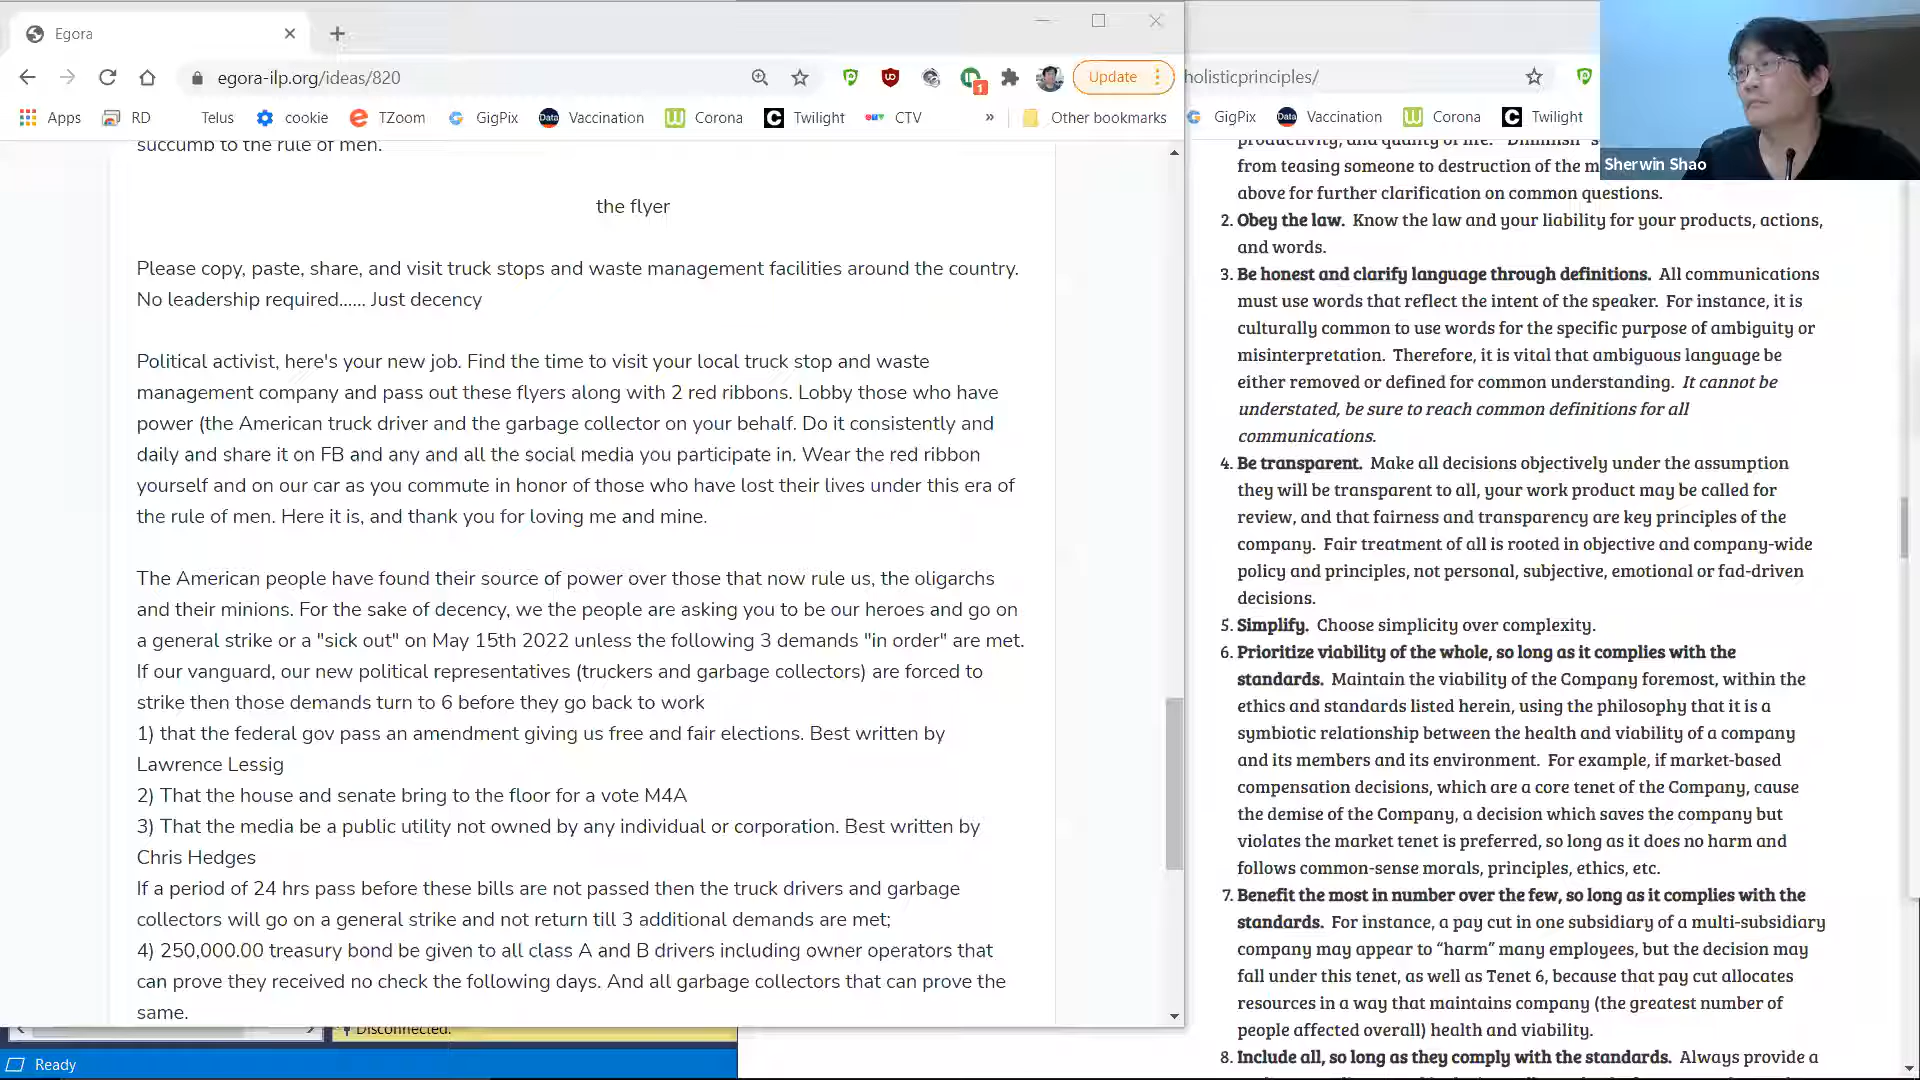 Egora
egora-ilp.org/ideas/820
Update
Apps
RD
Telus
cookie
TZoom
GigPix
Vaccination
Corona
Twilight
CTV
»
Other bookmarks
succumb to the rule of men.
the flyer
Please copy, paste, share, and visit truck stops and waste management facilities around the country.
No leadership required...... Just decency
Political activist, here's your new job. Find the time to visit your local truck stop and waste
management company and pass out these flyers along with 2 red ribbons. Lobby those who have
power (the American truck driver and the garbage collector on your behalf. Do it consistently and
daily and share it on FB and any and all the social media you participate in. Wear the red ribbon
yourself and on our car as you commute in honor of those who have lost their lives under this era of
the rule of men. Here it is, and thank you for loving me and mine.
The American people have found their source of power over those that now rule us, the oligarchs
and their minions. For the sake of decency, we the people are asking you to be our heroes and go on
a general strike or a "sick out" on May 15th 2022 unless the following 3 demands "in order" are met.
If our vanguard, our new political representatives (truckers and garbage collectors) are forced to
strike then those demands turn to 6 before they go back to work
1) that the federal gov pass an amendment giving us free and fair elections. Best written by
Lawrence Lessig
2) That the house and senate bring to the floor for a vote M4A
3) That the media be a public utility not owned by any individual or corporation. Best written by
Chris Hedges
If a period of 24 hrs pass before these bills are not passed then the truck drivers and garbage
collectors will go on a general strike and not return till 3 additional demands are met;
4) 250,000.00 treasury bond be given to all class A and B drivers including owner operators that
can prove they received no check the following days. And all garbage collectors that can prove the
same.
Disconnected.
Ready
holisticprinciples/
GigPix
Vaccination
Corona
Twilight
Sherwin Shao
productivity, and quality of life. "Diminish"
from teasing someone to destruction of the
above for further clarification on common questions.
2. Obey the law. Know the law and your liability for your products, actions,
and words.
3. Be honest and clarify language through definitions. All communications
must use words that reflect the intent of the speaker. For instance, it is
culturally common to use words for the specific purpose of ambiguity or
misinterpretation. Therefore, it is vital that ambiguous language be
either removed or defined for common understanding. It cannot be
understated, be sure to reach common definitions for all
communications.
4. Be transparent. Make all decisions objectively under the assumption
they will be transparent to all, your work product may be called for
review, and that fairness and transparency are key principles of the
company. Fair treatment of all is rooted in objective and company-wide
policy and principles, not personal, subjective, emotional or fad-driven
decisions.
5. Simplify. Choose simplicity over complexity.
6. Prioritize viability of the whole, so long as it complies with the
standards. Maintain the viability of the Company foremost, within the
ethics and standards listed herein, using the philosophy that it is a
symbiotic relationship between the health and viability of a company
and its members and its environment. For example, if market-based
compensation decisions, which are a core tenet of the Company, cause
the demise of the Company, a decision which saves the company but
violates the market tenet is preferred, so long as it does no harm and
follows common-sense morals, principles, ethics, etc.
7. Benefit the most in number over the few, so long as it complies with the
standards. For instance, a pay cut in one subsidiary of a multi-subsidiary
company may appear to “harm” many employees, but the decision may
fall under this tenet, as well as Tenet 6, because that pay cut allocates
resources in a way that maintains company (the greatest number of
people affected overall) health and viability.
8. Include all, so long as they comply with the standards. Always provide a